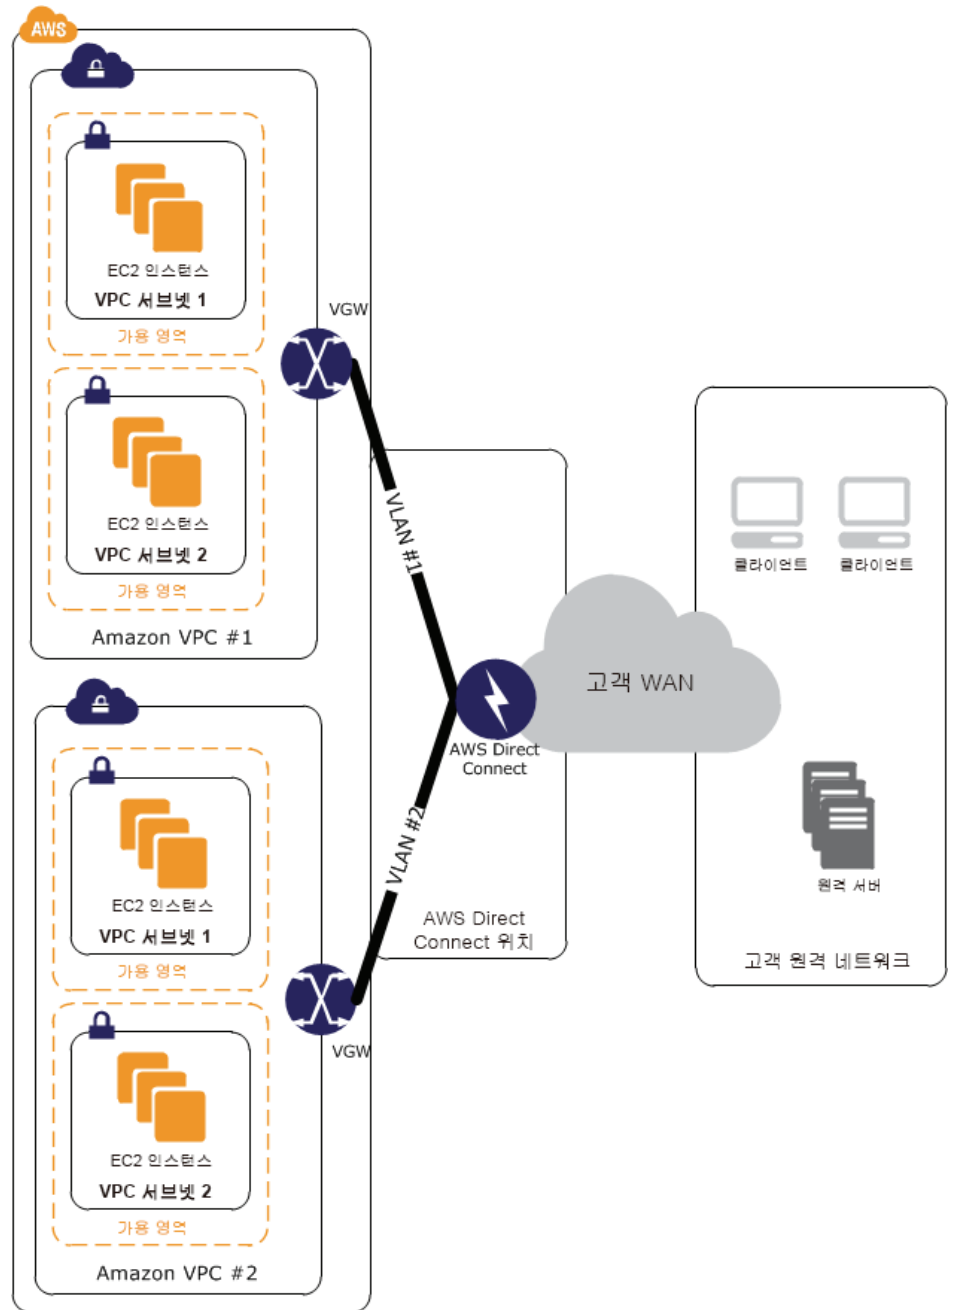 AWS
EC2 인스턴스
VPC 서브넷 1
가용 영역
VGW
EC2 인스턴스
VPC 서브넷 2
가용 영역
Amazon VPC #1
VLAN #1
클라이언트
클라이언트
고객 WAN
AWS Direct
Connect
VLAN #2
원격 서버
EC2 인스턴스
VPC 서브넷 1
가용 영역
AWS Direct
Connect 위치
고객 원격 네트워크
VGW
EC2 인스턴스
VPC 서브넷 2
가용 영역
Amazon VPC #2